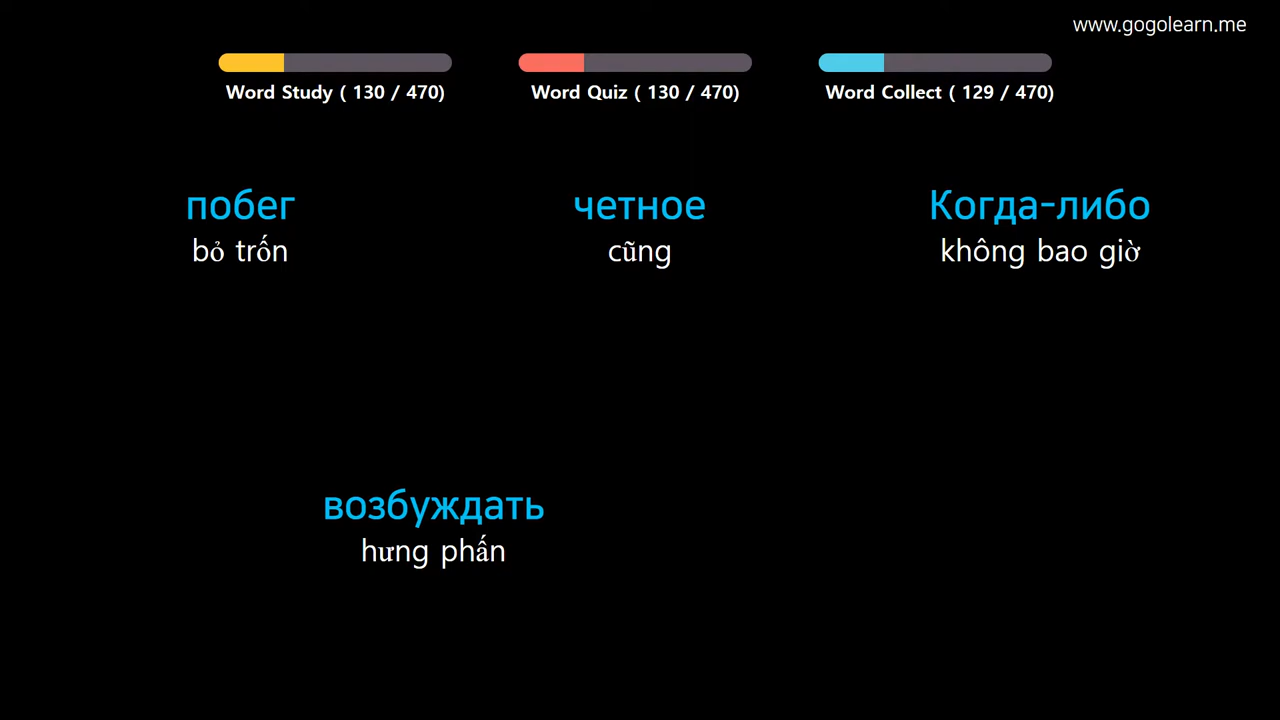 www.gogolearn.me
Word Study ( 130 / 470)
Word Quiz ( 130 / 470)
Word Collect ( 129 / 470)
побег
bỏ trốn
четное
cũng
Когда-либо
không bao giờ
возбуждать
hưng phấn